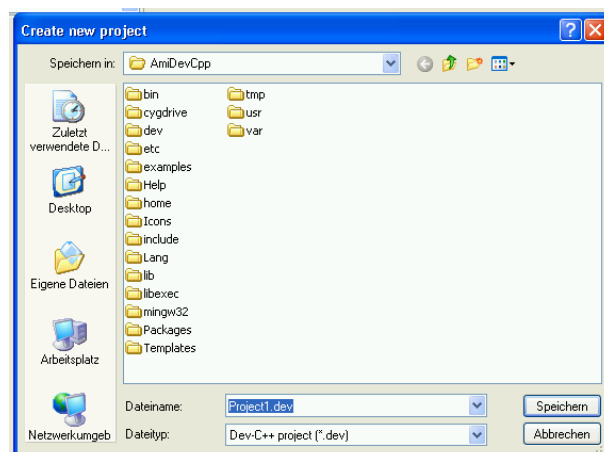 Create new project
Speichern in:
AmiDevCpp
Zuletzt
verwendete D...
Desktop
Eigene Dateien
Arbeitsplatz
Netzwerkumgeb
bin
cygdrive
dev
etc
examples
Help
home
Icons
include
Lang
lib
libexec
mingw32
Packages
Templates
tmp
usr
var
Dateiname:
Project1.dev
Speichern
Dateityp:
Dev-C++ project (*.dev)
Abbrechen